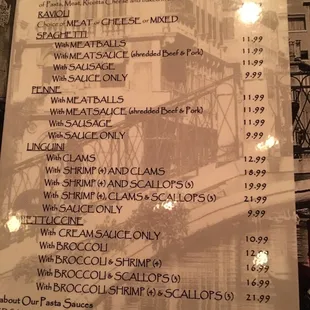 of Pasta, Meat, Ricotta Cheese and
RAVIOLI
Choice of MEAT or CHEESE or MIXED
SPAGHETTI
With MEATBALLS 11.99
With MEATSAUCE (shredded Beef & Pork) 11.99
With SAUSAGE 11.99
With SAUCE ONLY 9.99
PENNE
With MEATBALLS 11.99
With MEATSAUCE (shredded Beef & Pork) 11.99
With SAUSAGE 11.99
With SAUCE ONLY 9.99
LINGUINI
With CLAMS 12.99
With SHRIMP (4) AND CLAMS 18.99
With SHRIMP (4) AND SCALLOPS (5) 19.99
With SHRIMP (4), CLAMS & SCALLOPS (5) 21.99
With SAUCE ONLY 9.99
FETTUCCINE
With CREAM SAUCE ONLY 10.99
With BROCCOLI
With BROCCOLI & SHRIMP (4) 16.99
With BROCCOLI & SCALLOPS (5) 16.99
With BROCCOLI, SHRIMP (4) & SCALLOPS (5) 21.99
about Our Pasta Sauces